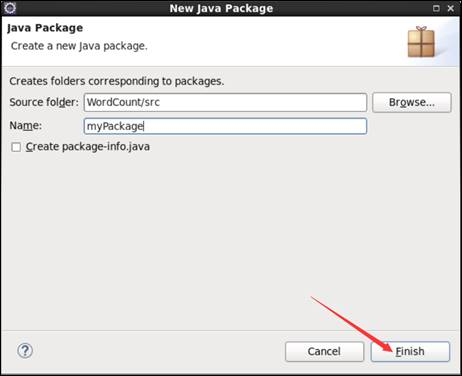 New Java Package
Java Package
Create a new Java package.
Creates folders corresponding to packages.
Source folder: WordCount/src Browse...
Name: myPackage
Create package-info.java
? Cancel Finish